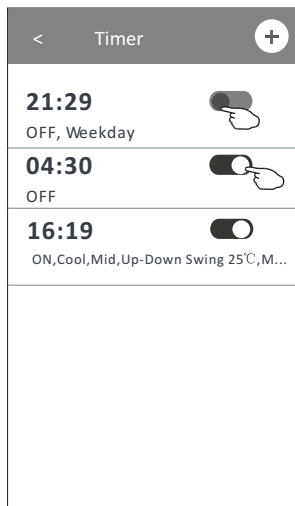 < Timer +
21:29
OFF, Weekday
04:30
OFF
16:19
ON,Cool,Mid,Up-Down Swing 25℃,M...